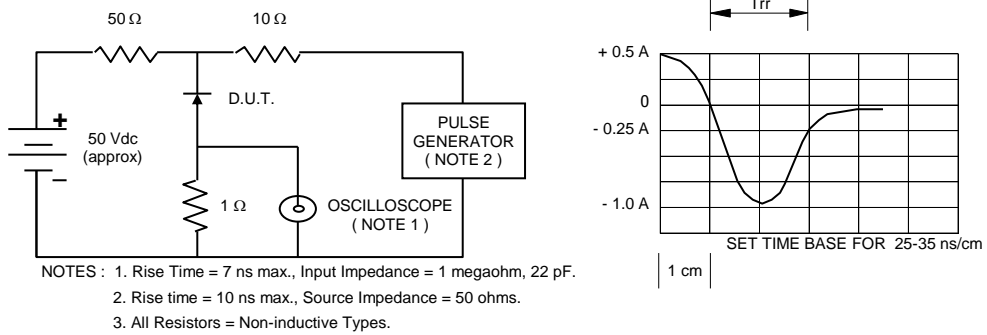 50 Ω
10 Ω
D.U.T.
+
50 Vdc
(approx)
−
1 Ω
OSCILLOSCOPE
( NOTE 1 )
PULSE
GENERATOR
( NOTE 2 )
Trr
+ 0.5 A
0
- 0.25 A
- 1.0 A
SET TIME BASE FOR 25-35 ns/cm
1 cm
NOTES : 1. Rise Time = 7 ns max., Input Impedance = 1 megaohm, 22 pF.
2. Rise time = 10 ns max., Source Impedance = 50 ohms.
3. All Resistors = Non-inductive Types.